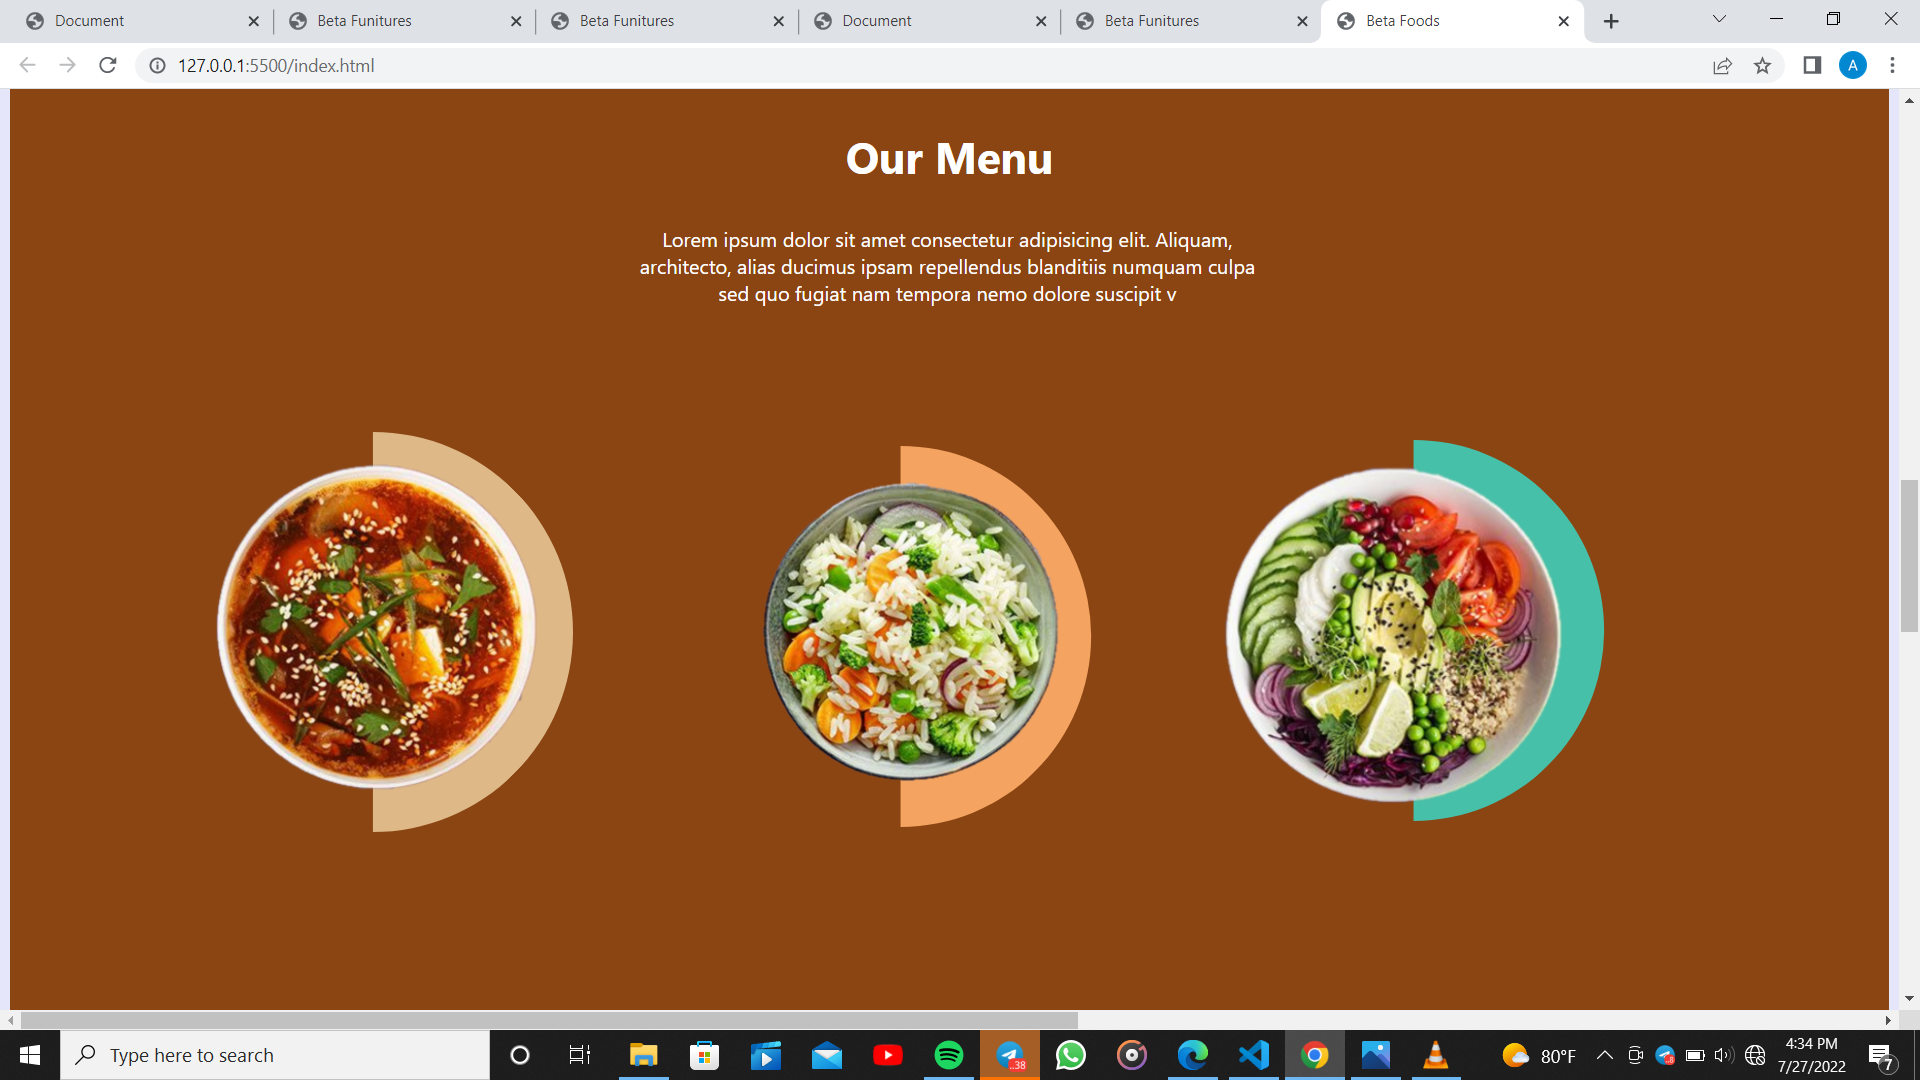 Document
Beta Funitures
Beta Funitures
Document
Beta Funitures
Beta Foods
127.0.0.1:5500/index.html
A
Our Menu
Lorem ipsum dolor sit amet consectetur adipisicing elit. Aliquam,
architecto, alias ducimus ipsam repellendus blanditiis numquam culpa
sed quo fugiat nam tempora nemo dolore suscipit v
Type here to search
..38
80°F
4:34 PM
7/27/2022
7